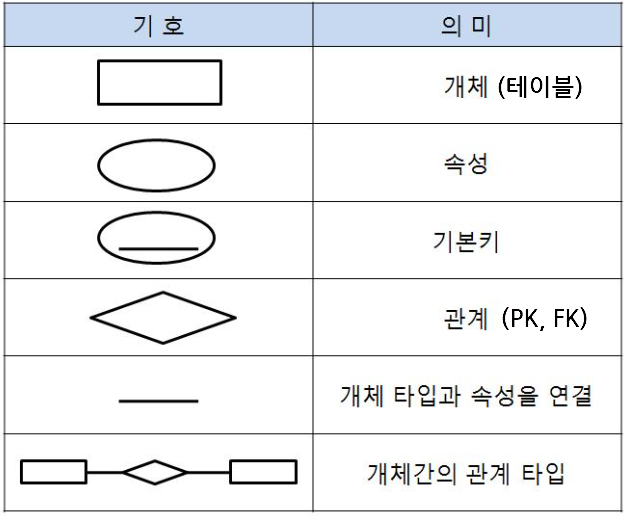 기 호
의 미
개체 (테이블)
속성
기본키
관계 (PK, FK)
개체 타입과 속성을 연결
개체간의 관계 타입